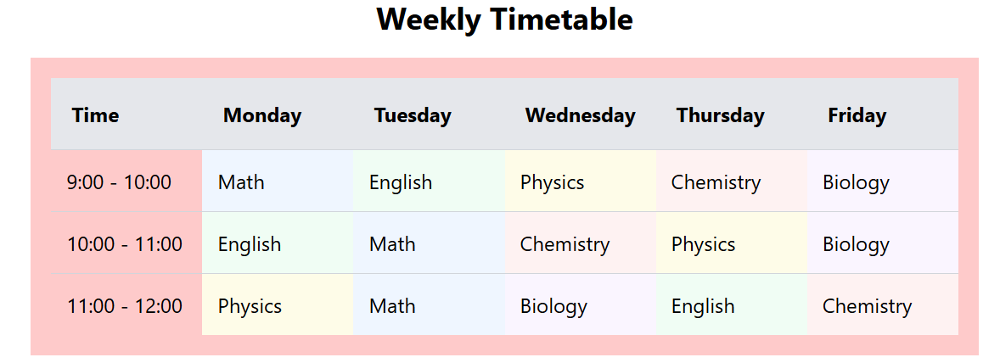 Weekly Timetable
Time Monday Tuesday Wednesday Thursday Friday
9:00 - 10:00 Math English Physics Chemistry Biology
10:00 - 11:00 English Math Chemistry Physics Biology
11:00 - 12:00 Physics Math Biology English Chemistry